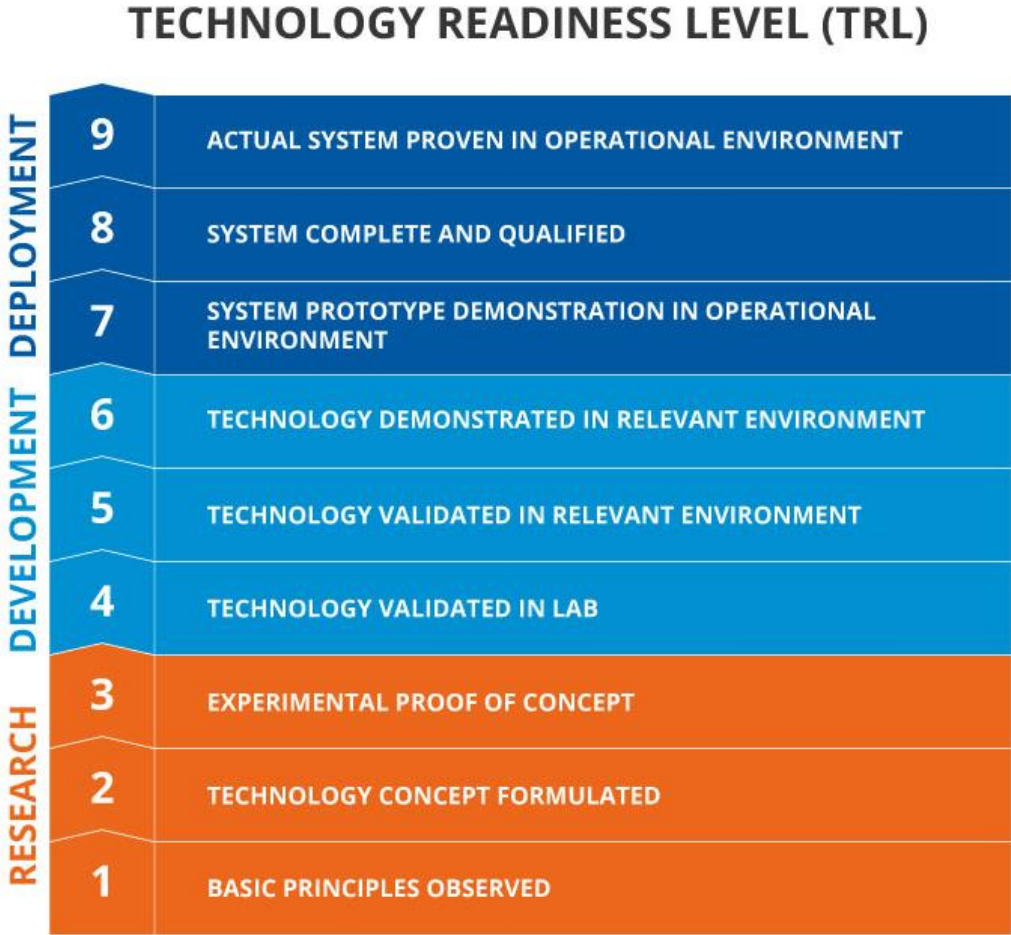 TECHNOLOGY READINESS LEVEL (TRL)
DEPLOYMENT
9
ACTUAL SYSTEM PROVEN IN OPERATIONAL ENVIRONMENT
8
SYSTEM COMPLETE AND QUALIFIED
7
SYSTEM PROTOTYPE DEMONSTRATION IN OPERATIONAL
ENVIRONMENT
DEVELOPMENT
6
TECHNOLOGY DEMONSTRATED IN RELEVANT ENVIRONMENT
5
TECHNOLOGY VALIDATED IN RELEVANT ENVIRONMENT
4
TECHNOLOGY VALIDATED IN LAB
RESEARCH
3
EXPERIMENTAL PROOF OF CONCEPT
2
TECHNOLOGY CONCEPT FORMULATED
1
BASIC PRINCIPLES OBSERVED